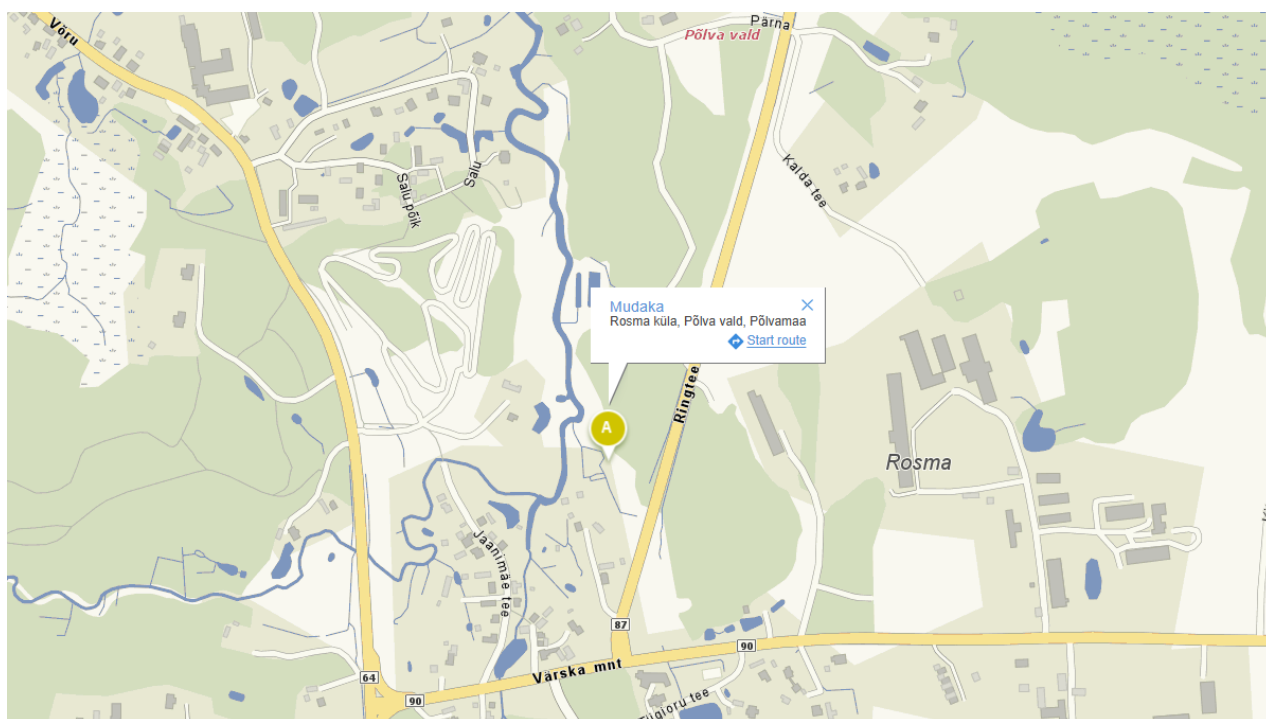 Võru
Põlva vald
Pärna
Kalda tee
Salu
Salu põik
Mudaka
Rosma küla, Põlva vald, Põlvamaa
Start route
Ringtee
A
Rosma
Jaanimäe tee
87
90
Värska mnt
64
90